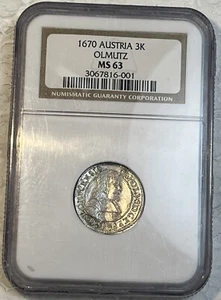 1670 AUSTRIA 3K
OLMUTZ
MS 63
3067816-001
NUMISMATIC GUARANTY CORPORATION